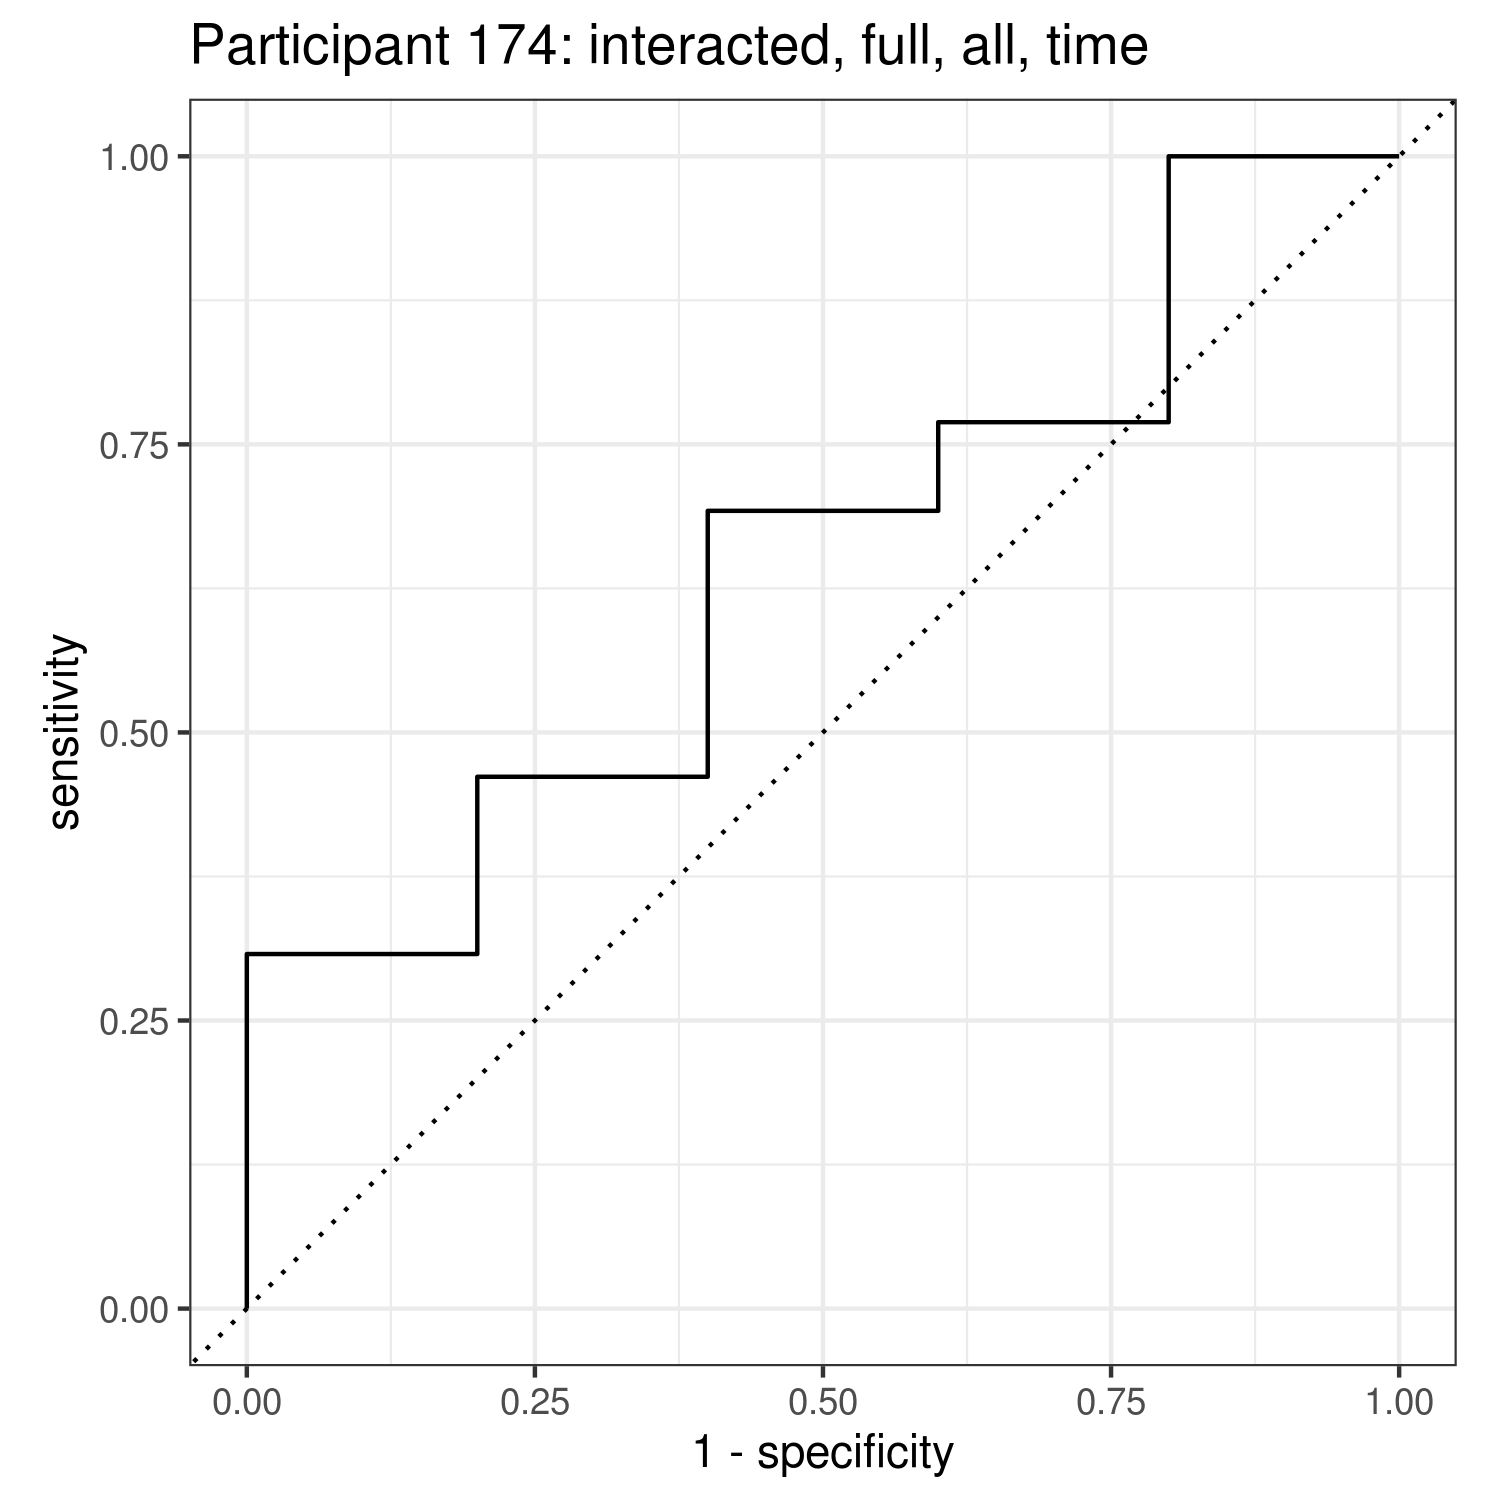 Participant 174: interacted, full, all, time
1.00
0.75
0.50
0.25
0.00
sensitivity
0.00 0.25 0.50 0.75 1.00
1 - specificity